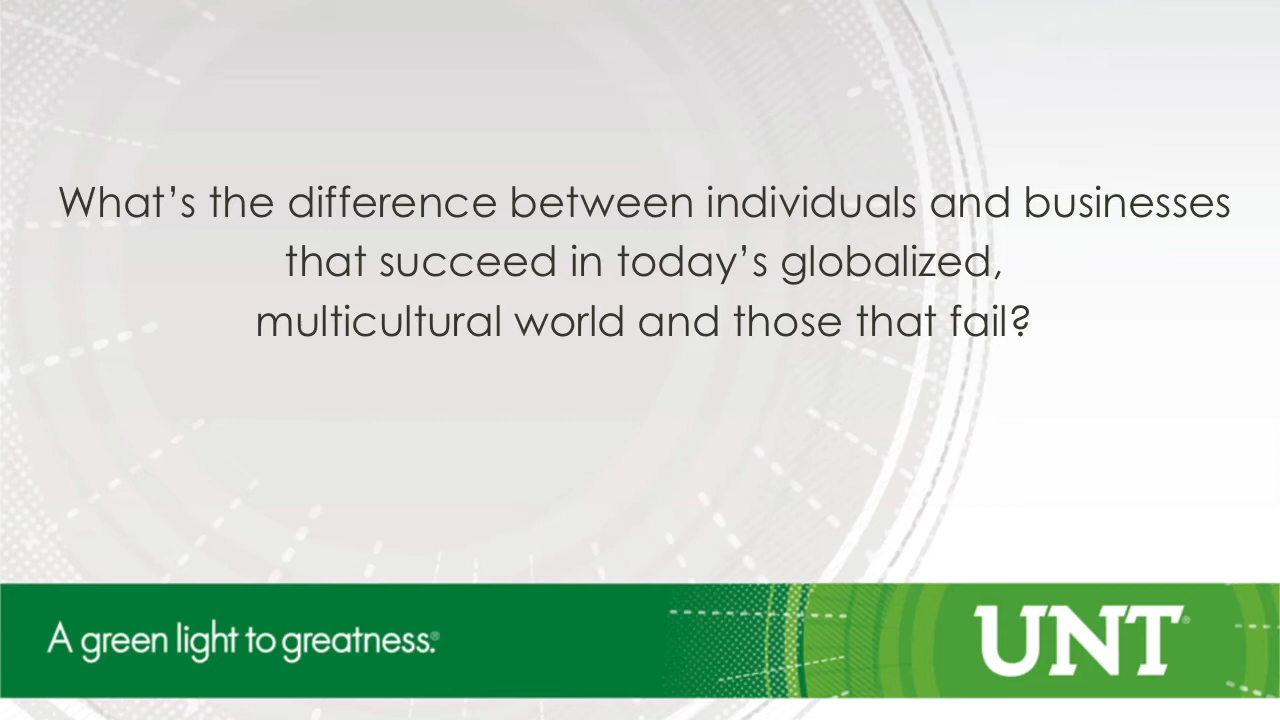 What’s the difference between individuals and businesses
that succeed in today’s globalized,
multicultural world and those that fail?
A green light to greatness.®
UNT®